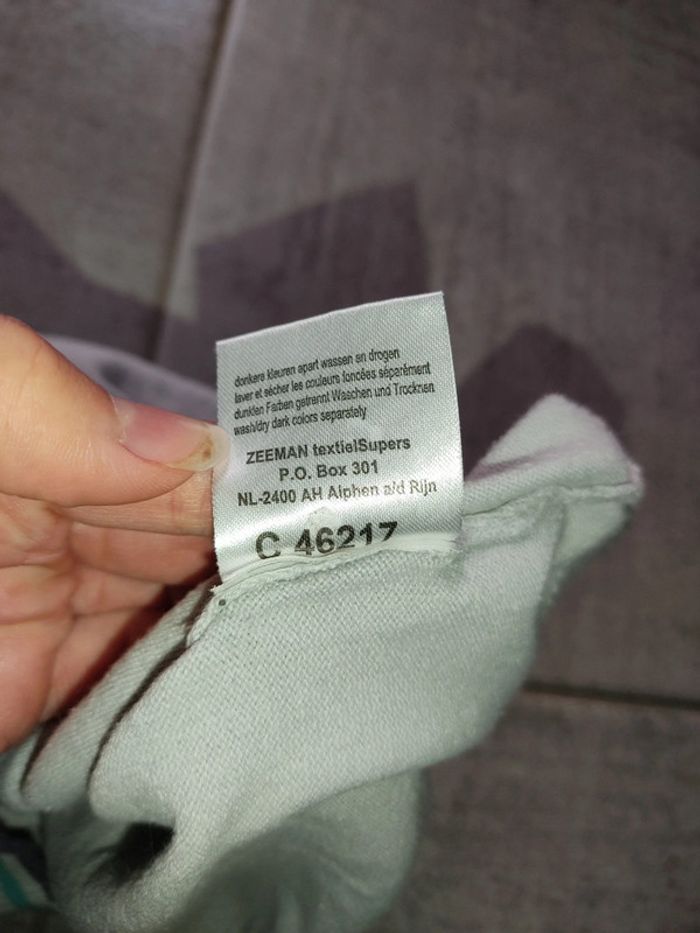 donkere kleuren apart wassen en drogen
laver et sécher les couleurs foncées séparément
dunklen Farben getrennt Waschen und Trocknen
wash/dry dark colors separately
ZEEMAN textielSupers
P.O. Box 301
NL-2400 AH Alphen a/d Rijn
C 46217